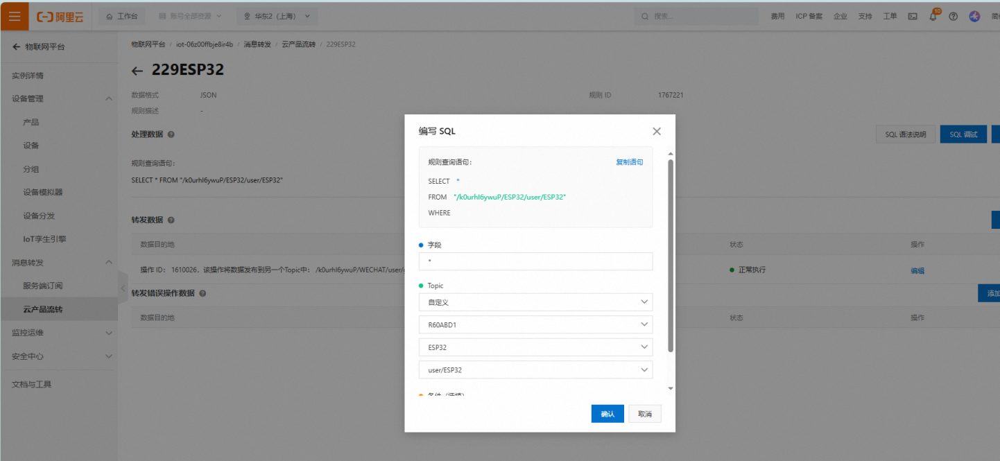 阿里云 工作台 账号全部资源 华东2（上海） 搜索... 费用 ICP 备案 企业 支持 工单 10
物联网平台
实例详情
设备管理
产品
设备
分组
设备模拟器
设备分发
IoT孪生引擎
消息转发
服务端订阅
云产品流转
监控运维
安全中心
文档与工具
物联网平台 / iot-06z00ffbje8ir4b / 消息转发 / 云产品流转 / 229ESP32
229ESP32
数据格式 JSON 规则 ID 1767221
规则描述 -
处理数据
SQL 语法说明 SQL 调试
规则查询语句：
SELECT * FROM "/k0urhl6ywuP/ESP32/user/ESP32"
转发数据
数据目的地 状态 操作
操作 ID： 1610026，该操作将数据发布到另一个Topic中： /k0urhl6ywuP/WECHAT/user/ 正常执行 编辑
转发错误操作数据 添加
数据目的地 状态 操作
编写 SQL
规则查询语句： 复制语句
SELECT *
FROM "/k0urhl6ywuP/ESP32/user/ESP32"
WHERE
字段
*
Topic
自定义
R60ABD1
ESP32
user/ESP32
条件（选填）
确认 取消